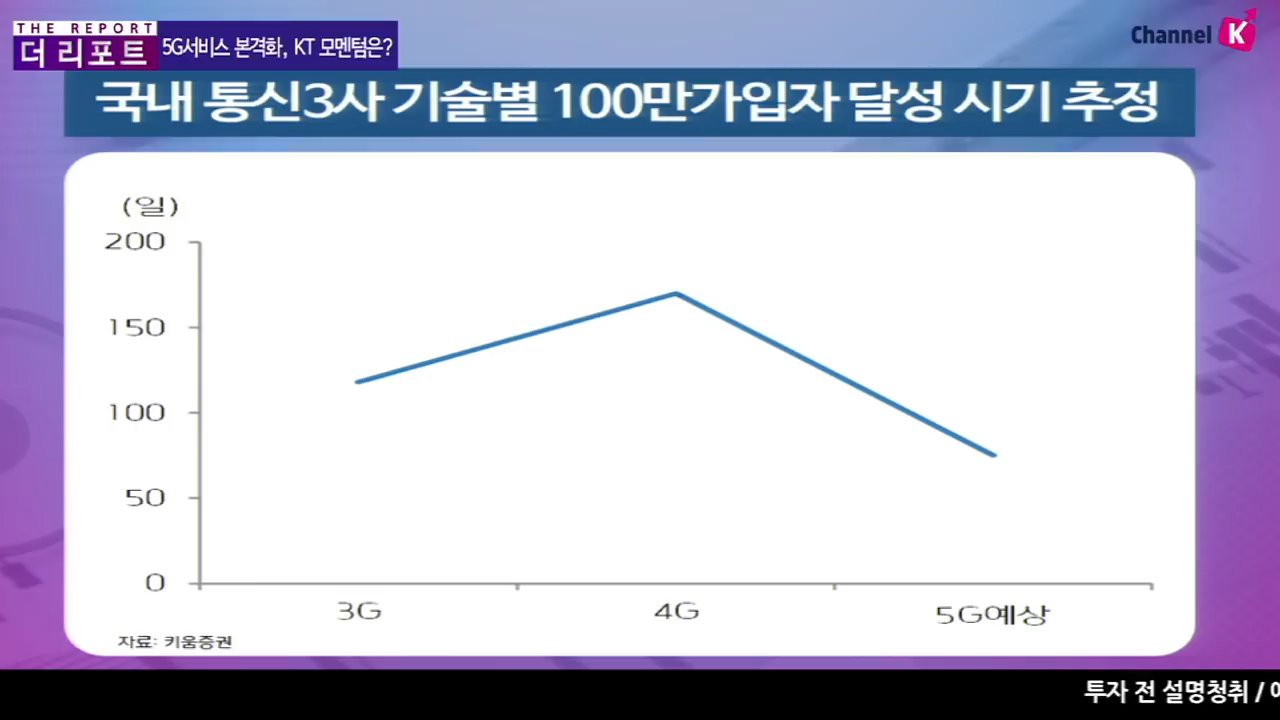 THE REPORT
더 리포트
5G서비스 본격화, KT 모멘텀은?
Channel K
국내 통신3사 기술별 100만가입자 달성 시기 추정
(일)
200
150
100
50
0
3G 4G 5G예상
자료: 키움증권
투자 전 설명청취 /